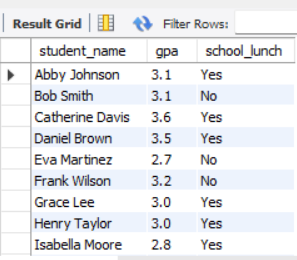 Result Grid Filter Rows:
student_name gpa school_lunch
Abby Johnson 3.1 Yes
Bob Smith 3.1 No
Catherine Davis 3.6 Yes
Daniel Brown 3.5 Yes
Eva Martinez 2.7 No
Frank Wilson 3.2 No
Grace Lee 3.0 Yes
Henry Taylor 3.0 Yes
Isabella Moore 2.8 Yes